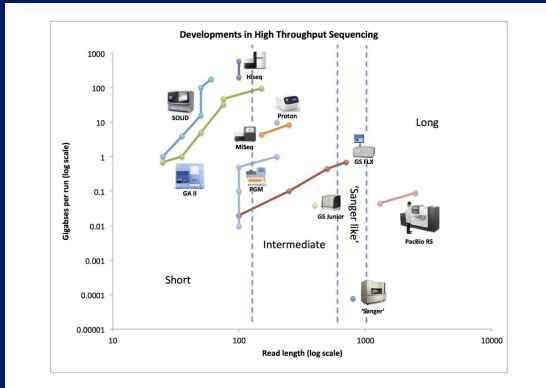 Developments in High Throughput Sequencing
Gigabses per run (log scale)
1000
100
10
1
0.1
0.01
0.001
0.0001
0.00001
Hiseq
SOLiD
Proton
MiSeq
Long
GS FLX
GA II
PGM
GS Junior
'Sanger like'
PacBio RS
Intermediate
Short
'Sanger'
10
100
1000
10000
Read length (log scale)